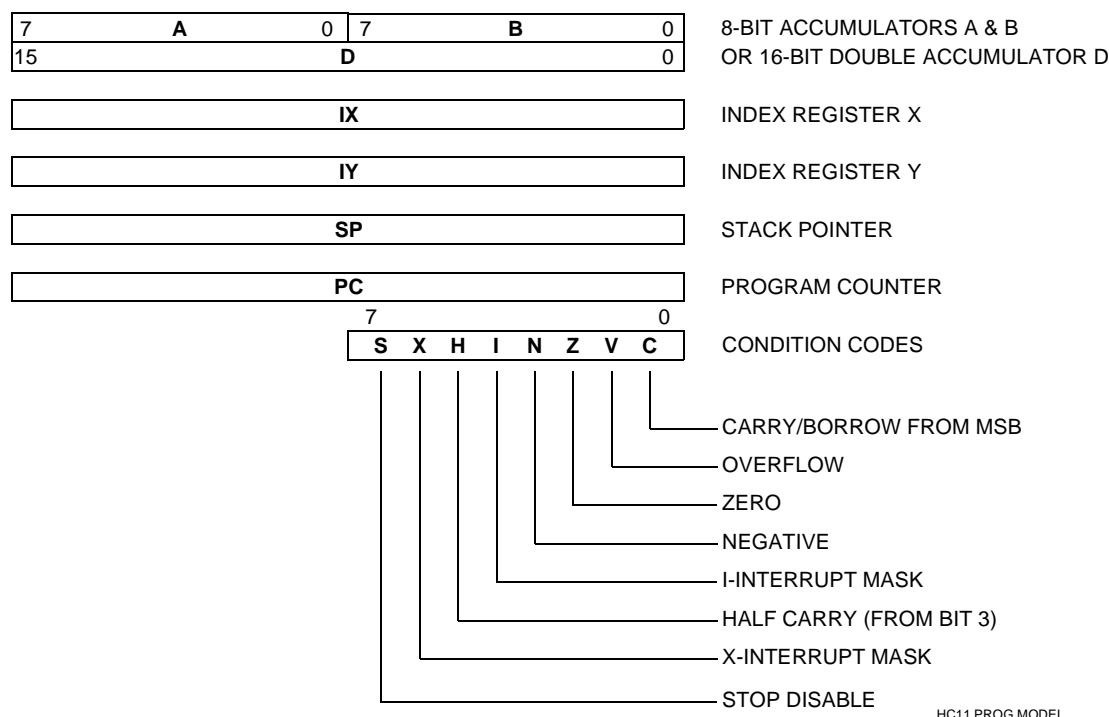 7 A 0 7 B 0 8-BIT ACCUMULATORS A & B
15 D 0 OR 16-BIT DOUBLE ACCUMULATOR D
IX INDEX REGISTER X
IY INDEX REGISTER Y
SP STACK POINTER
PC PROGRAM COUNTER
7 0
S X H I N Z V C CONDITION CODES
CARRY/BORROW FROM MSB
OVERFLOW
ZERO
NEGATIVE
I-INTERRUPT MASK
HALF CARRY (FROM BIT 3)
X-INTERRUPT MASK
STOP DISABLE
HC11 PROG MODEL